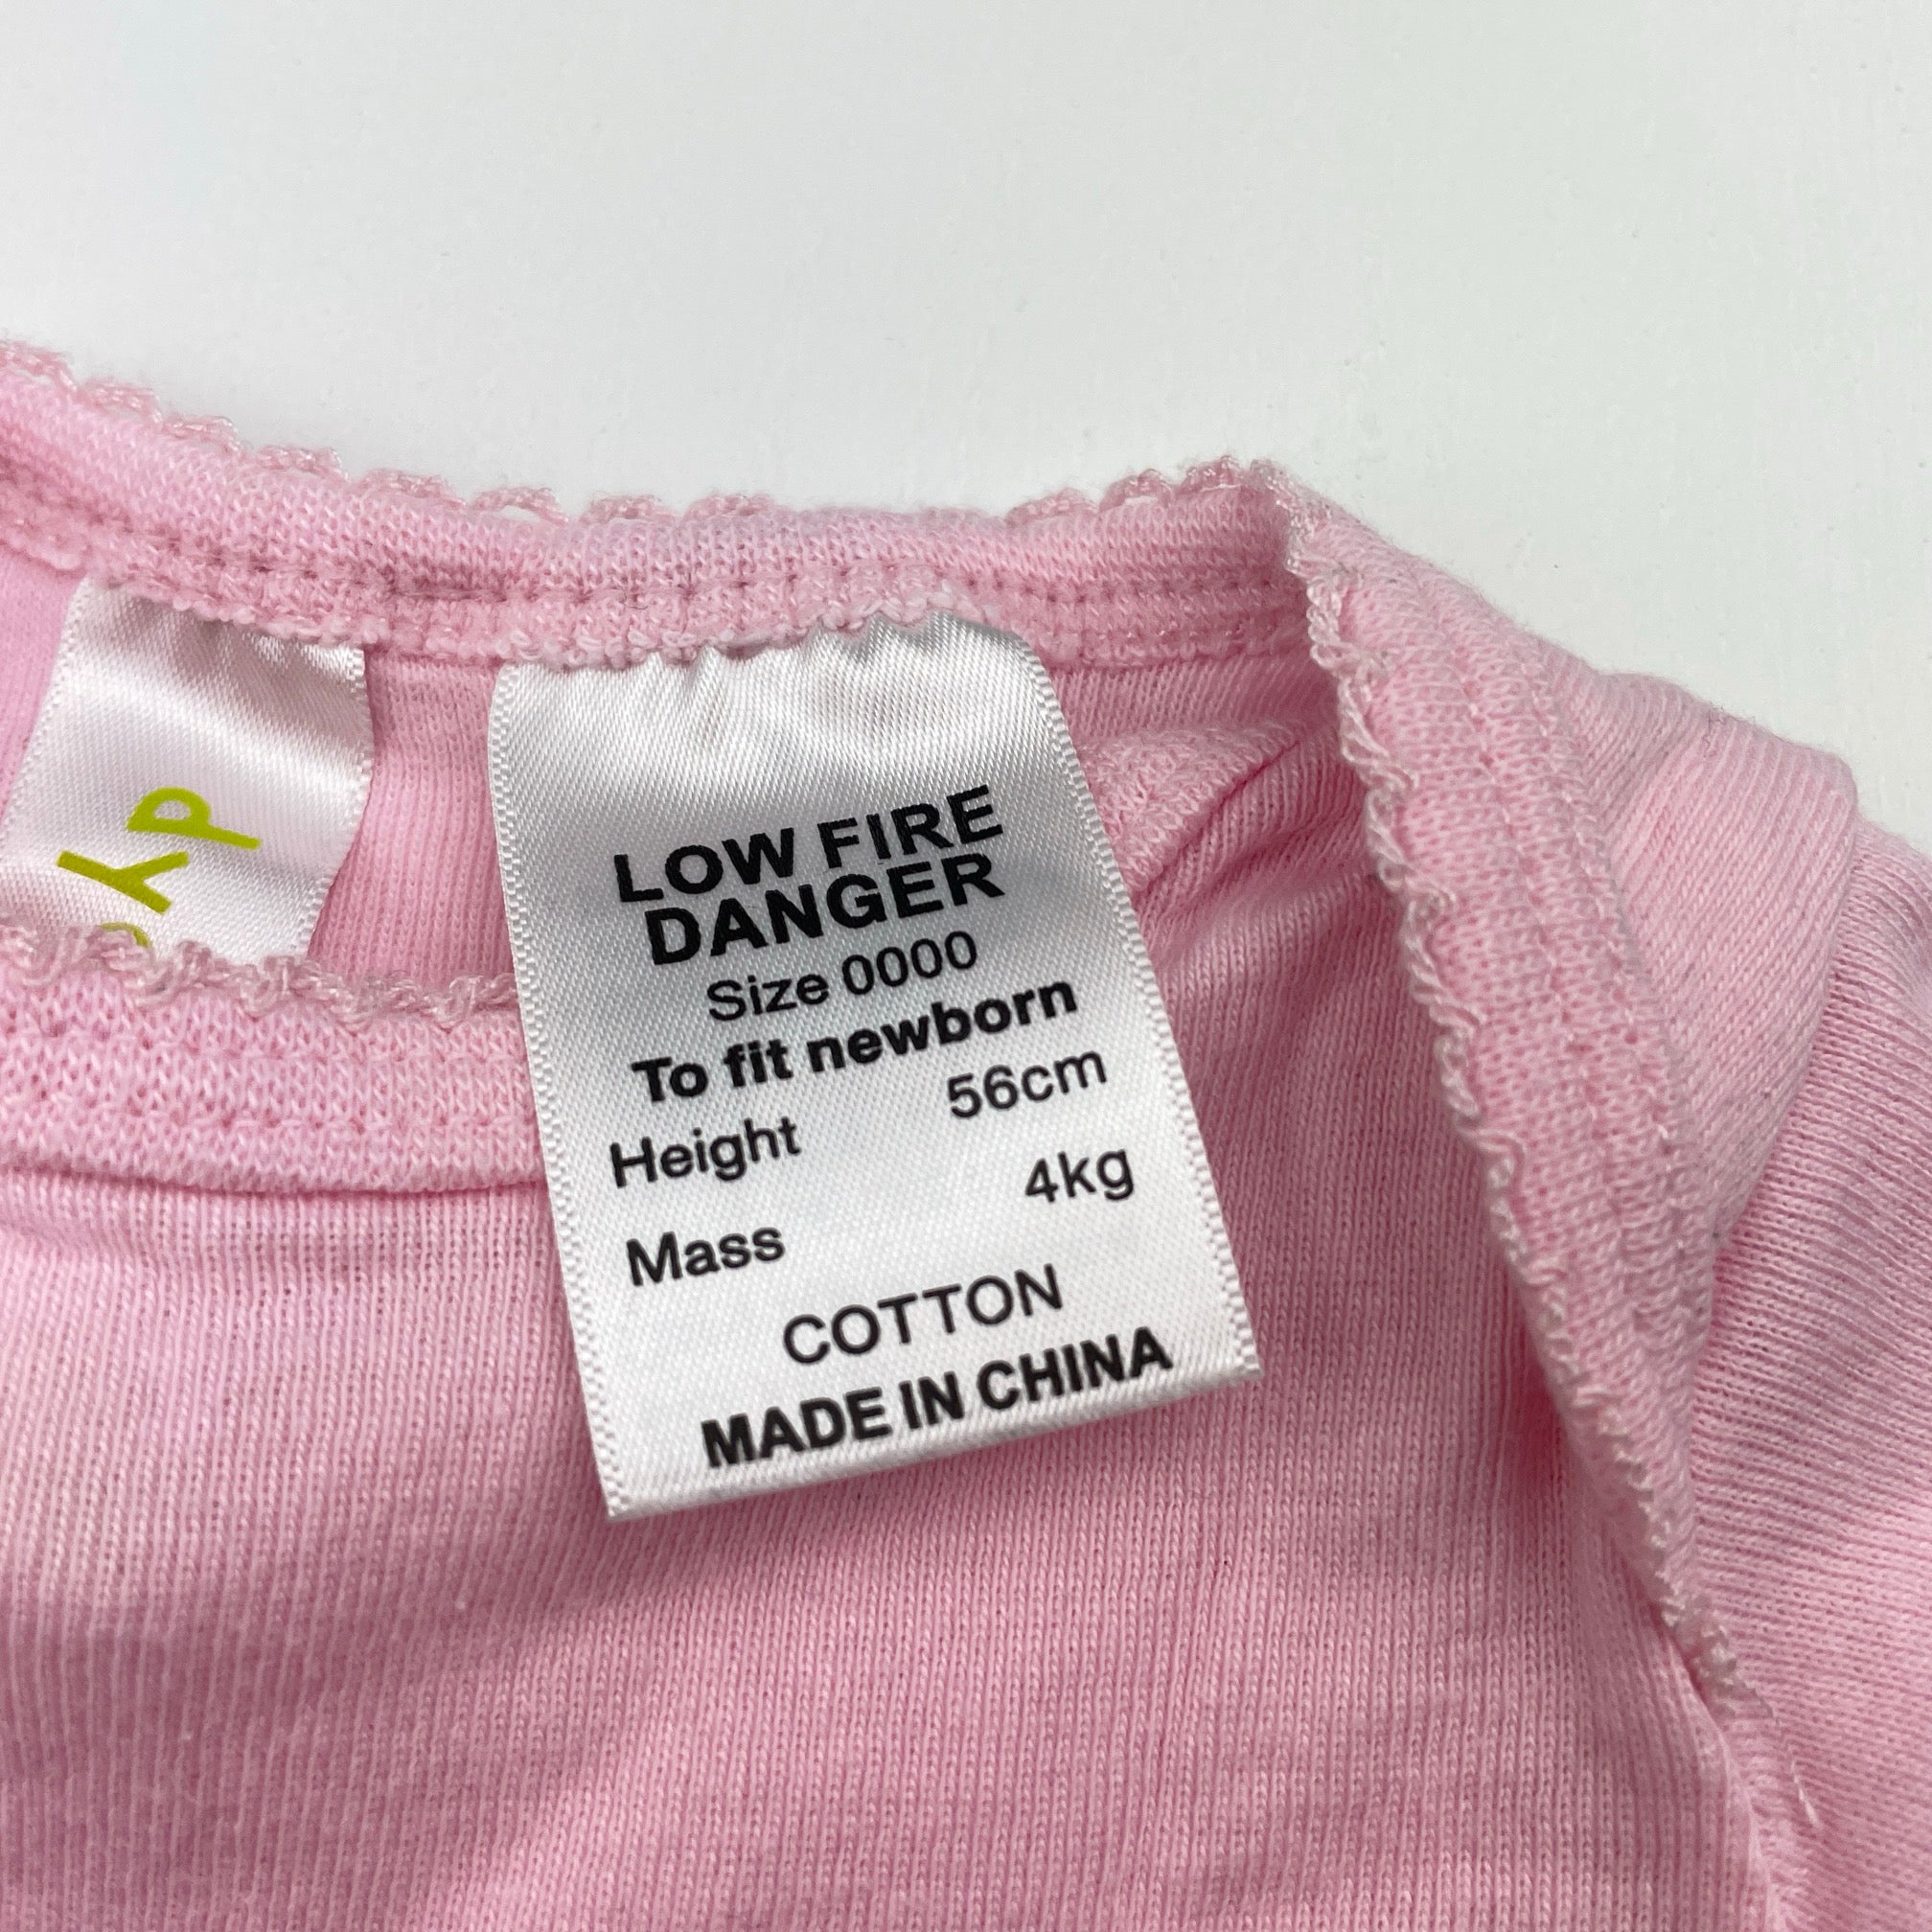 LOW FIRE
DANGER
Size 0000
To fit newborn
Height 56cm
Mass 4kg
COTTON
MADE IN CHINA